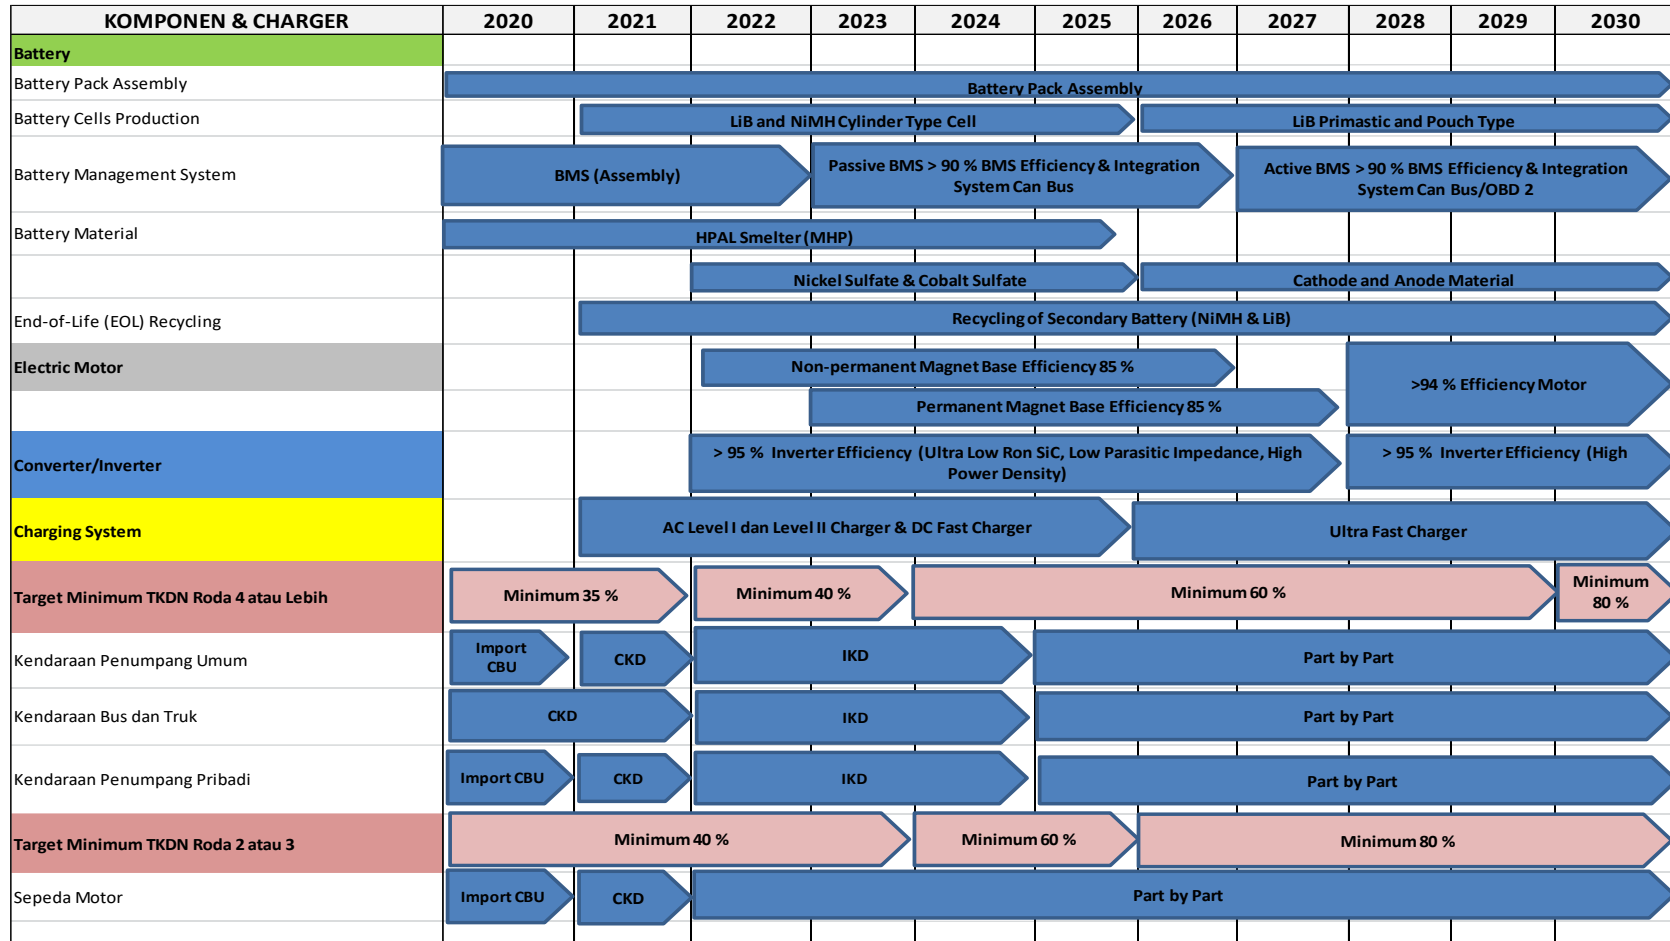 KOMPONEN & CHARGER 2020 2021 2022 2023 2024 2025 2026 2027 2028 2029 2030
Battery
Battery Pack Assembly Battery Pack Assembly
Battery Cells Production LiB and NiMH Cylinder Type Cell LiB Primastic and Pouch Type
Battery Management System BMS (Assembly)
Passive BMS > 90 % BMS Efficiency & Integration
System Can Bus
Active BMS > 90 % BMS Efficiency & Integration
System Can Bus/OBD 2
Battery Material HPAL Smelter (MHP)
Nickel Sulfate & Cobalt Sulfate Cathode and Anode Material
End-of-Life (EOL) Recycling Recycling of Secondary Battery (NiMH & LiB)
Electric Motor Non-permanent Magnet Base Efficiency 85 %
>94 % Efficiency Motor
Permanent Magnet Base Efficiency 85 %
Converter/Inverter
> 95 % Inverter Efficiency (Ultra Low Ron SiC, Low Parasitic Impedance, High
Power Density)
> 95 % Inverter Efficiency (High
Charging System AC Level I dan Level II Charger & DC Fast Charger Ultra Fast Charger
Target Minimum TKDN Roda 4 atau Lebih Minimum 35 % Minimum 40 % Minimum 60 %
Minimum
80 %
Kendaraan Penumpang Umum
Import
CBU
CKD IKD Part by Part
Kendaraan Bus dan Truk CKD IKD Part by Part
Kendaraan Penumpang Pribadi Import CBU CKD IKD Part by Part
Target Minimum TKDN Roda 2 atau 3 Minimum 40 % Minimum 60 % Minimum 80 %
Sepeda Motor Import CBU CKD Part by Part